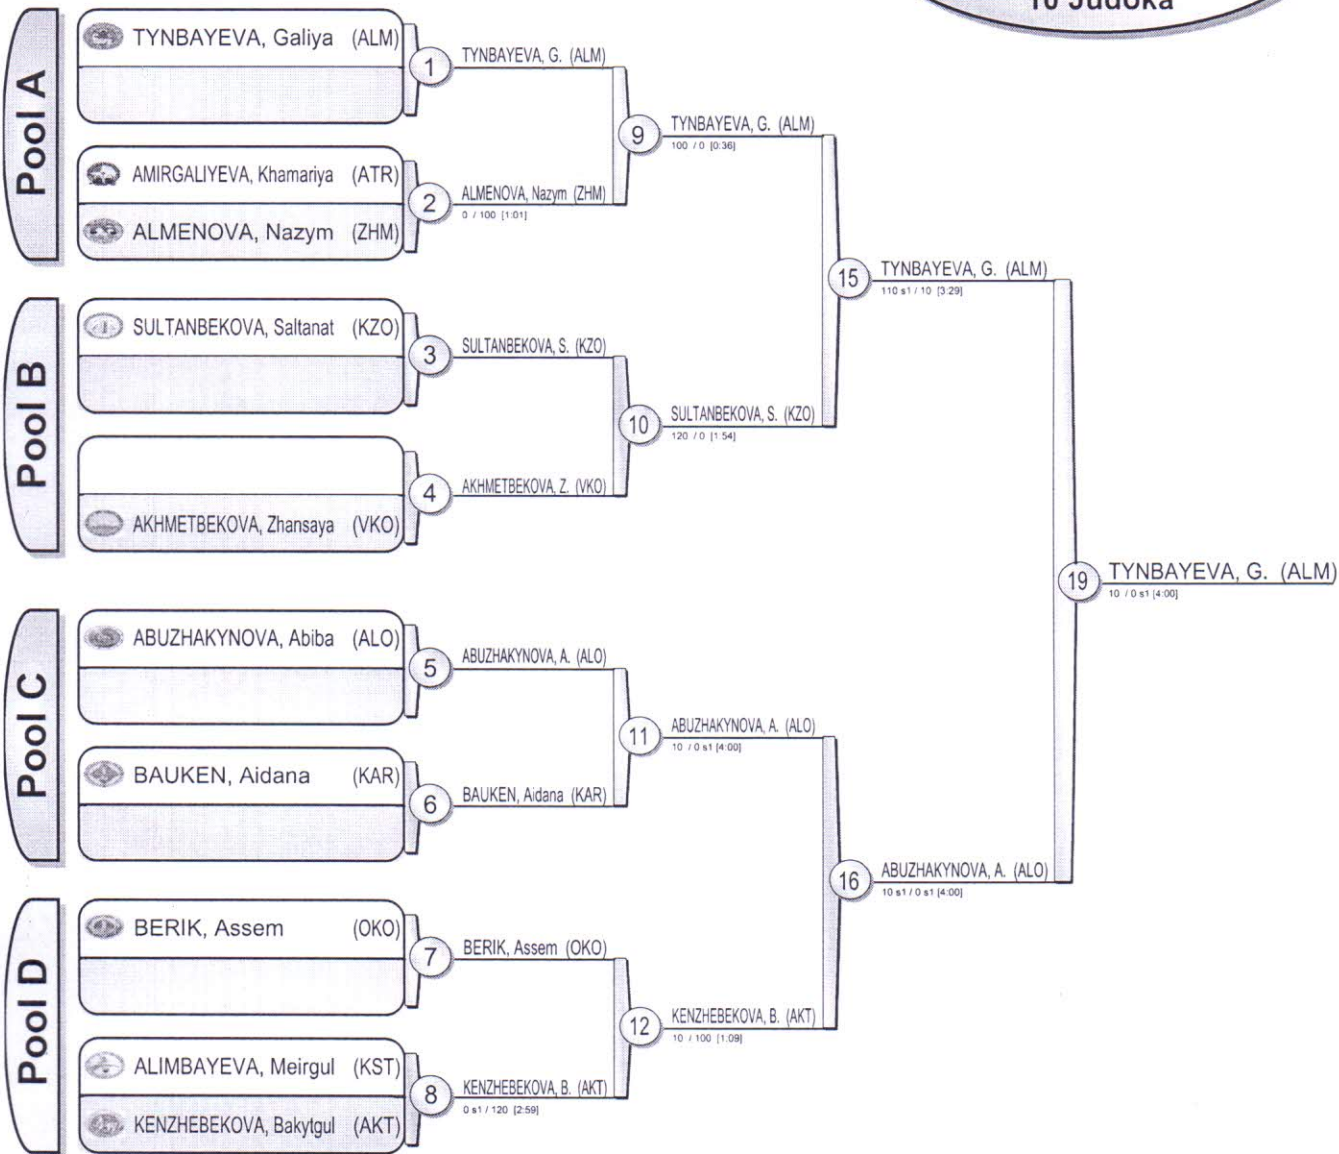 10 Judoka
Pool A
TYNBAYEVA, Galiya (ALM)
1
TYNBAYEVA, G. (ALM)
AMIRGALIYEVA, Khamariya (ATR)
ALMENOVA, Nazym (ZHM)
2
ALMENOVA, Nazym (ZHM)
0 / 100 [1:01]
9
TYNBAYEVA, G. (ALM)
100 / 0 [0:36]
Pool B
SULTANBEKOVA, Saltanat (KZO)
3
SULTANBEKOVA, S. (KZO)
AKHMETBEKOVA, Zhansaya (VKO)
4
AKHMETBEKOVA, Z. (VKO)
10
SULTANBEKOVA, S. (KZO)
120 / 0 [1:54]
15
TYNBAYEVA, G. (ALM)
110 s1 / 10 [3:29]
Pool C
ABUZHAKYNOVA, Abiba (ALO)
5
ABUZHAKYNOVA, A. (ALO)
BAUKEN, Aidana (KAR)
6
BAUKEN, Aidana (KAR)
11
ABUZHAKYNOVA, A. (ALO)
10 / 0 s1 [4:00]
Pool D
BERIK, Assem (OKO)
7
BERIK, Assem (OKO)
ALIMBAYEVA, Meirgul (KST)
KENZHEBEKOVA, Bakytgul (AKT)
8
KENZHEBEKOVA, B. (AKT)
0 s1 / 120 [2:59]
12
KENZHEBEKOVA, B. (AKT)
10 / 100 [1:09]
16
ABUZHAKYNOVA, A. (ALO)
10 s1 / 0 s1 [4:00]
19
TYNBAYEVA, G. (ALM)
10 / 0 s1 [4:00]